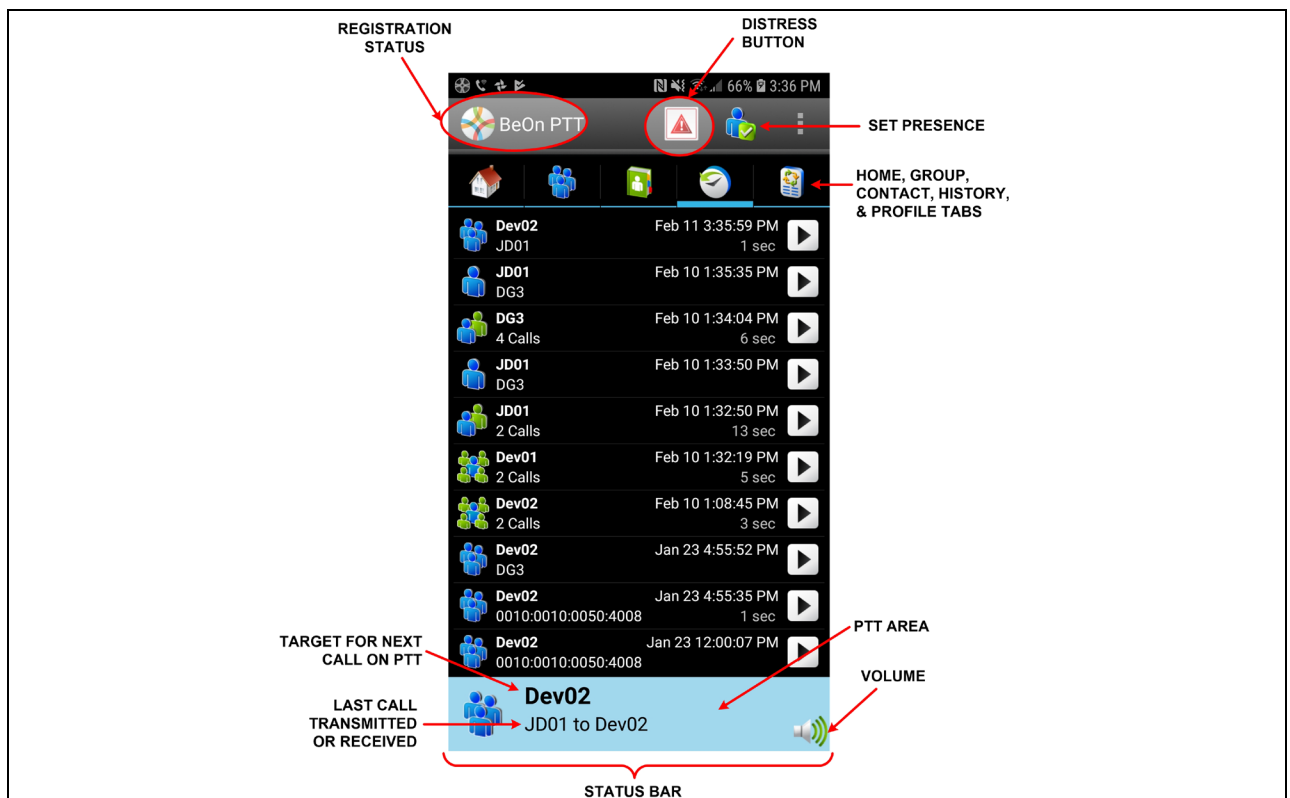 REGISTRATION
STATUS
DISTRESS
BUTTON
66% 3:36 PM
BeOn PTT
SET PRESENCE
HOME, GROUP,
CONTACT, HISTORY,
& PROFILE TABS
Dev02 Feb 11 3:35:59 PM
JD01 1 sec
JD01 Feb 10 1:35:35 PM
DG3
DG3 Feb 10 1:34:04 PM
4 Calls 6 sec
JD01 Feb 10 1:33:50 PM
DG3
JD01 Feb 10 1:32:50 PM
2 Calls 13 sec
Dev01 Feb 10 1:32:19 PM
2 Calls 5 sec
Dev02 Feb 10 1:08:45 PM
2 Calls 3 sec
Dev02 Jan 23 4:55:52 PM
DG3
Dev02 Jan 23 4:55:35 PM
0010:0010:0050:4008 1 sec
Dev02 Jan 23 12:00:07 PM
0010:0010:0050:4008
TARGET FOR NEXT
CALL ON PTT
PTT AREA
VOLUME
Dev02
LAST CALL
TRANSMITTED
OR RECEIVED
JD01 to Dev02
STATUS BAR